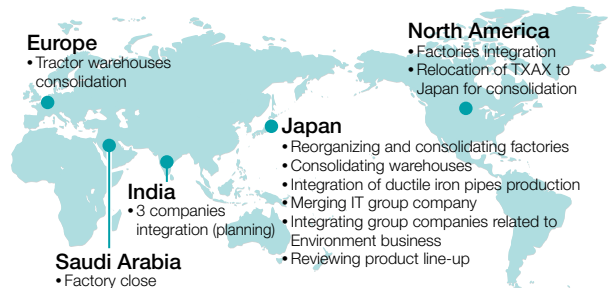 Europe
• Tractor warehouses
consolidation
North America
• Factories integration
• Relocation of TXAX to
Japan for consolidation
Japan
• Reorganizing and consolidating factories
• Consolidating warehouses
• Integration of ductile iron pipes production
• Merging IT group company
• Integrating group companies related to
Environment business
• Reviewing product line-up
India
• 3 companies
integration (planning)
Saudi Arabia
• Factory close